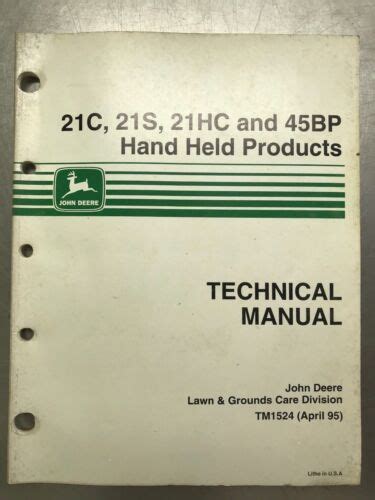 21C, 21S, 21HC and 45BP
Hand Held Products
JOHN DEERE
TECHNICAL
MANUAL
John Deere
Lawn & Grounds Care Division
TM1524 (April 95)
Litho in U.S.A